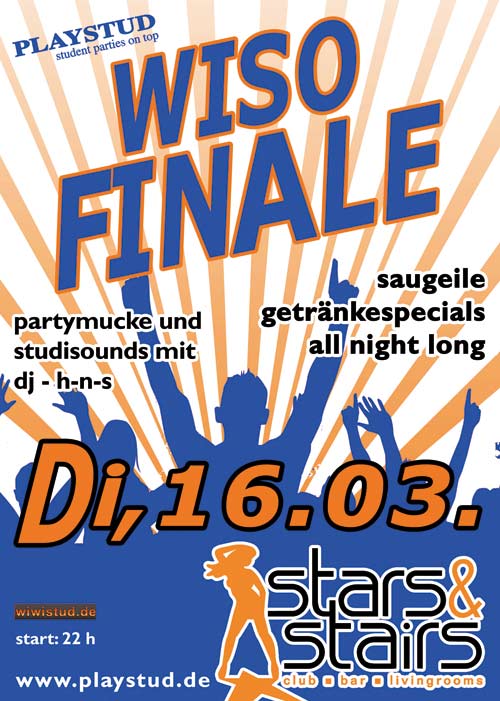 PLAYSTUD
student parties on top
WISO
FINALE
saugeile
getränkespecials
all night long
partymucke und
studisounds mit
dj - h-n-s
Di, 16.03.
stars &
stairs
club ▪ bar ▪ livingrooms
wiwistud.de
start: 22 h
www.playstud.de